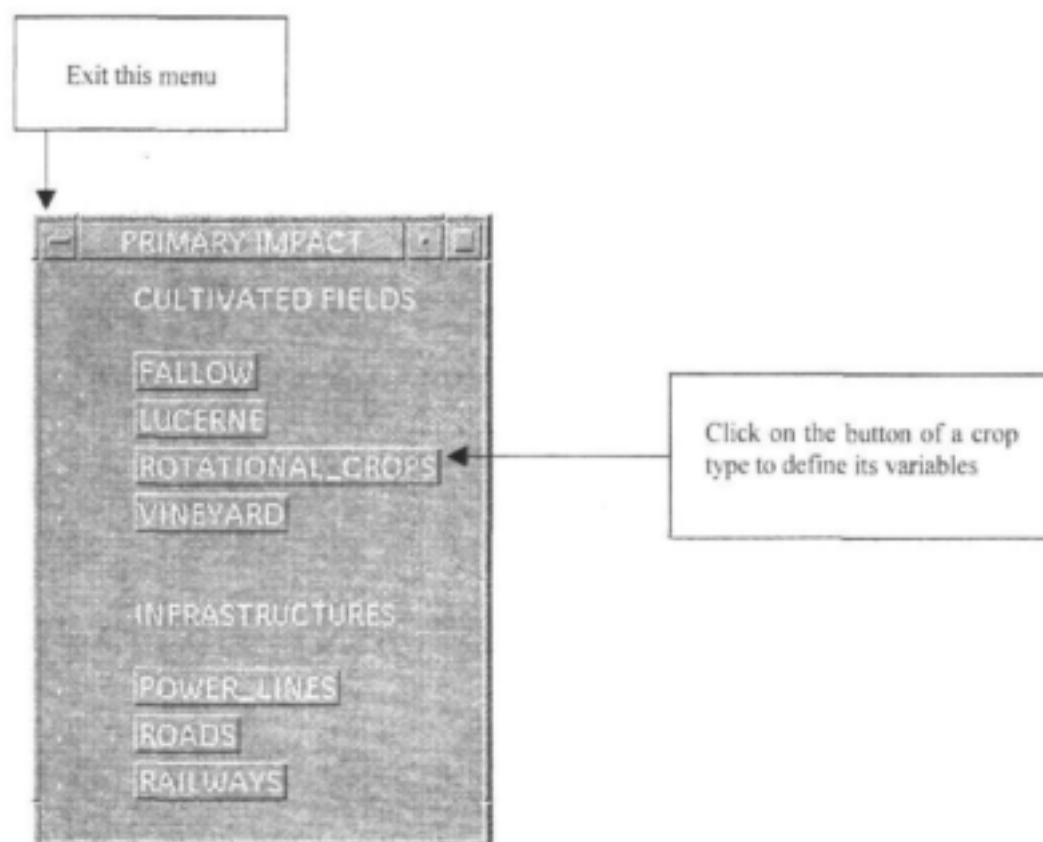 Exit this menu
PRIMARY IMPACT
CULTIVATED FIELDS
FALLOW
LUCERNE
ROTATIONAL_CROPS
VINEYARD
Click on the button of a crop
type to define its variables
INFRASTRUCTURES
POWER_LINES
ROADS
RAILWAYS